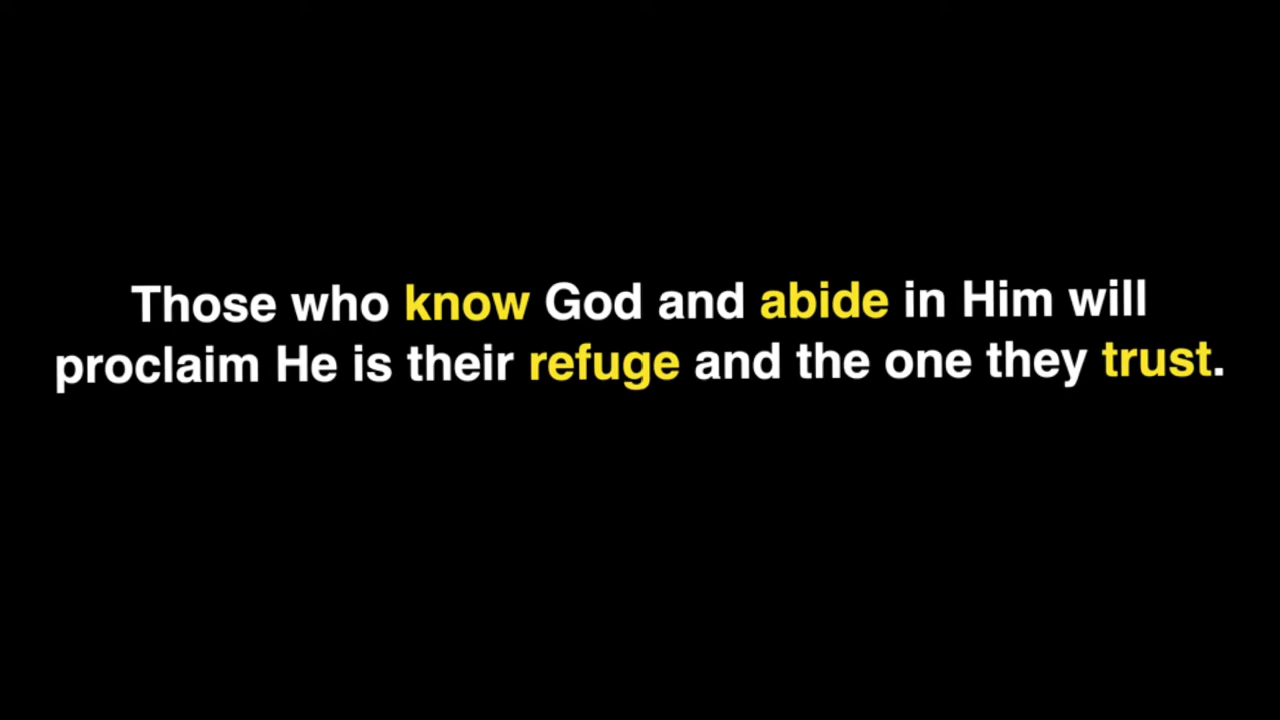 Those who know God and abide in Him will
proclaim He is their refuge and the one they trust.